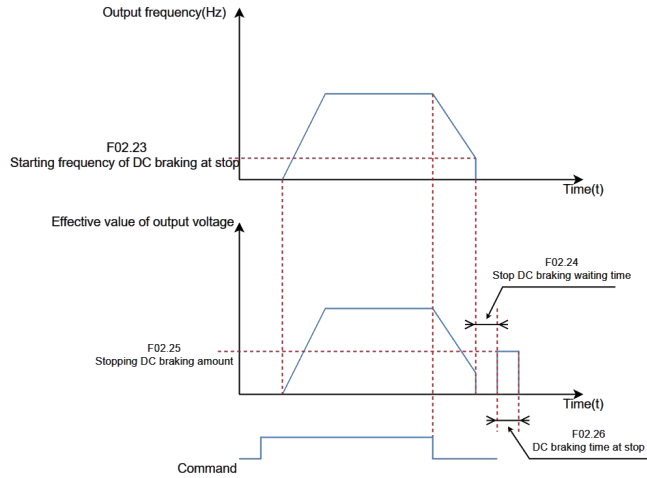 Output frequency(Hz)
F02.23
Starting frequency of DC braking at stop
Time(t)
Effective value of output voltage
F02.24
Stop DC braking waiting time
F02.25
Stopping DC braking amount
Time(t)
F02.26
DC braking time at stop
Command